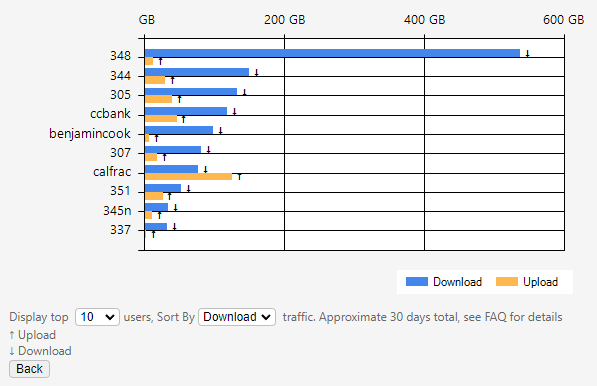 GB 200 GB 400 GB 600 GB
348
344
305
ccbank
benjamincook
307
calfrac
351
345n
337
Download Upload
Display top 10 users, Sort By Download traffic. Approximate 30 days total, see FAQ for details
↑ Upload
↓ Download
Back